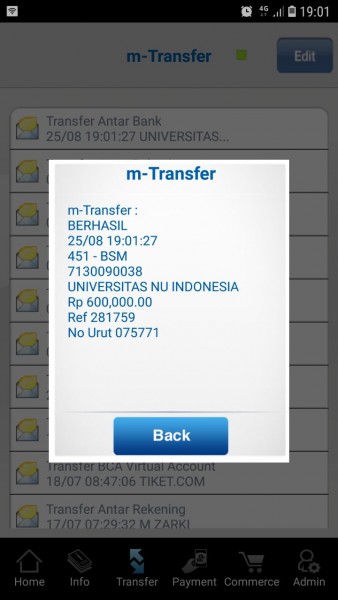 4G
19:01
m-Transfer
Edit
Transfer Antar Bank
25/08 19:01:27 UNIVERSITAS...
m-Transfer
m-Transfer :
BERHASIL
25/08 19:01:27
451 - BSM
7130090038
UNIVERSITAS NU INDONESIA
Rp 600,000.00
Ref 281759
No Urut 075771
Back
Transfer BCA Virtual Account
18/07 08:47:06 TIKET.COM
Transfer Antar Rekening
17/07 07:29:32 M ZARKI
Home
Info
Transfer
Payment
Commerce
Admin